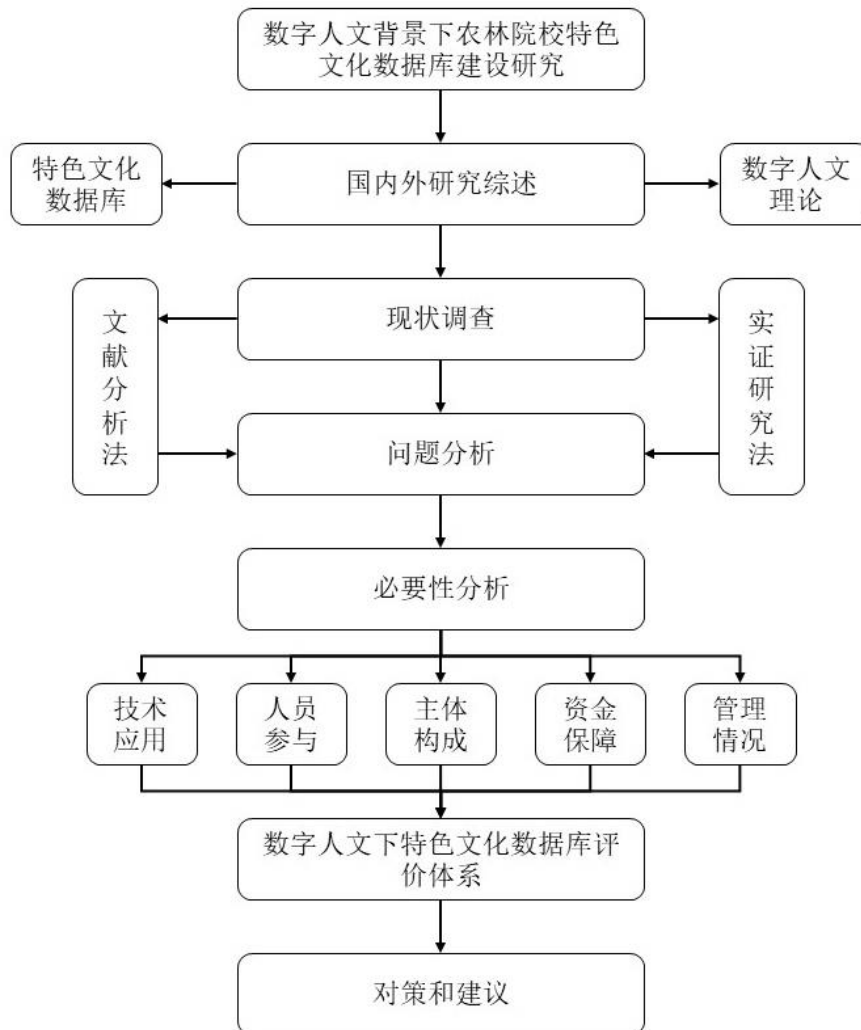 数字人文背景下农林院校特色
文化数据库建设研究
特色文化
数据库
国内外研究综述
数字人文
理论
文献分析法
现状调查
实证研究法
问题分析
必要性分析
技术
应用
人员
参与
主体
构成
资金
保障
管理
情况
数字人文下特色文化数据库评
价体系
对策和建议